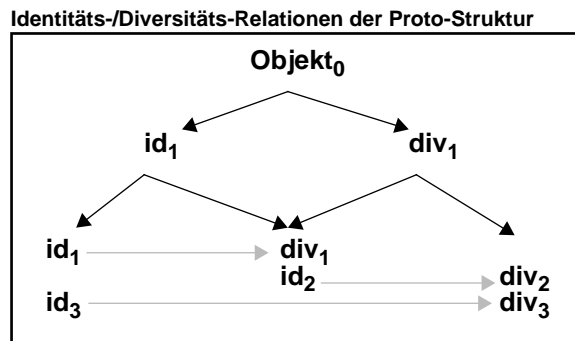 Identitäts-/Diversitäts-Relationen der Proto-Struktur
Objekt₀
id₁ div₁
id₁ div₁
id₂ div₂
id₃ div₃